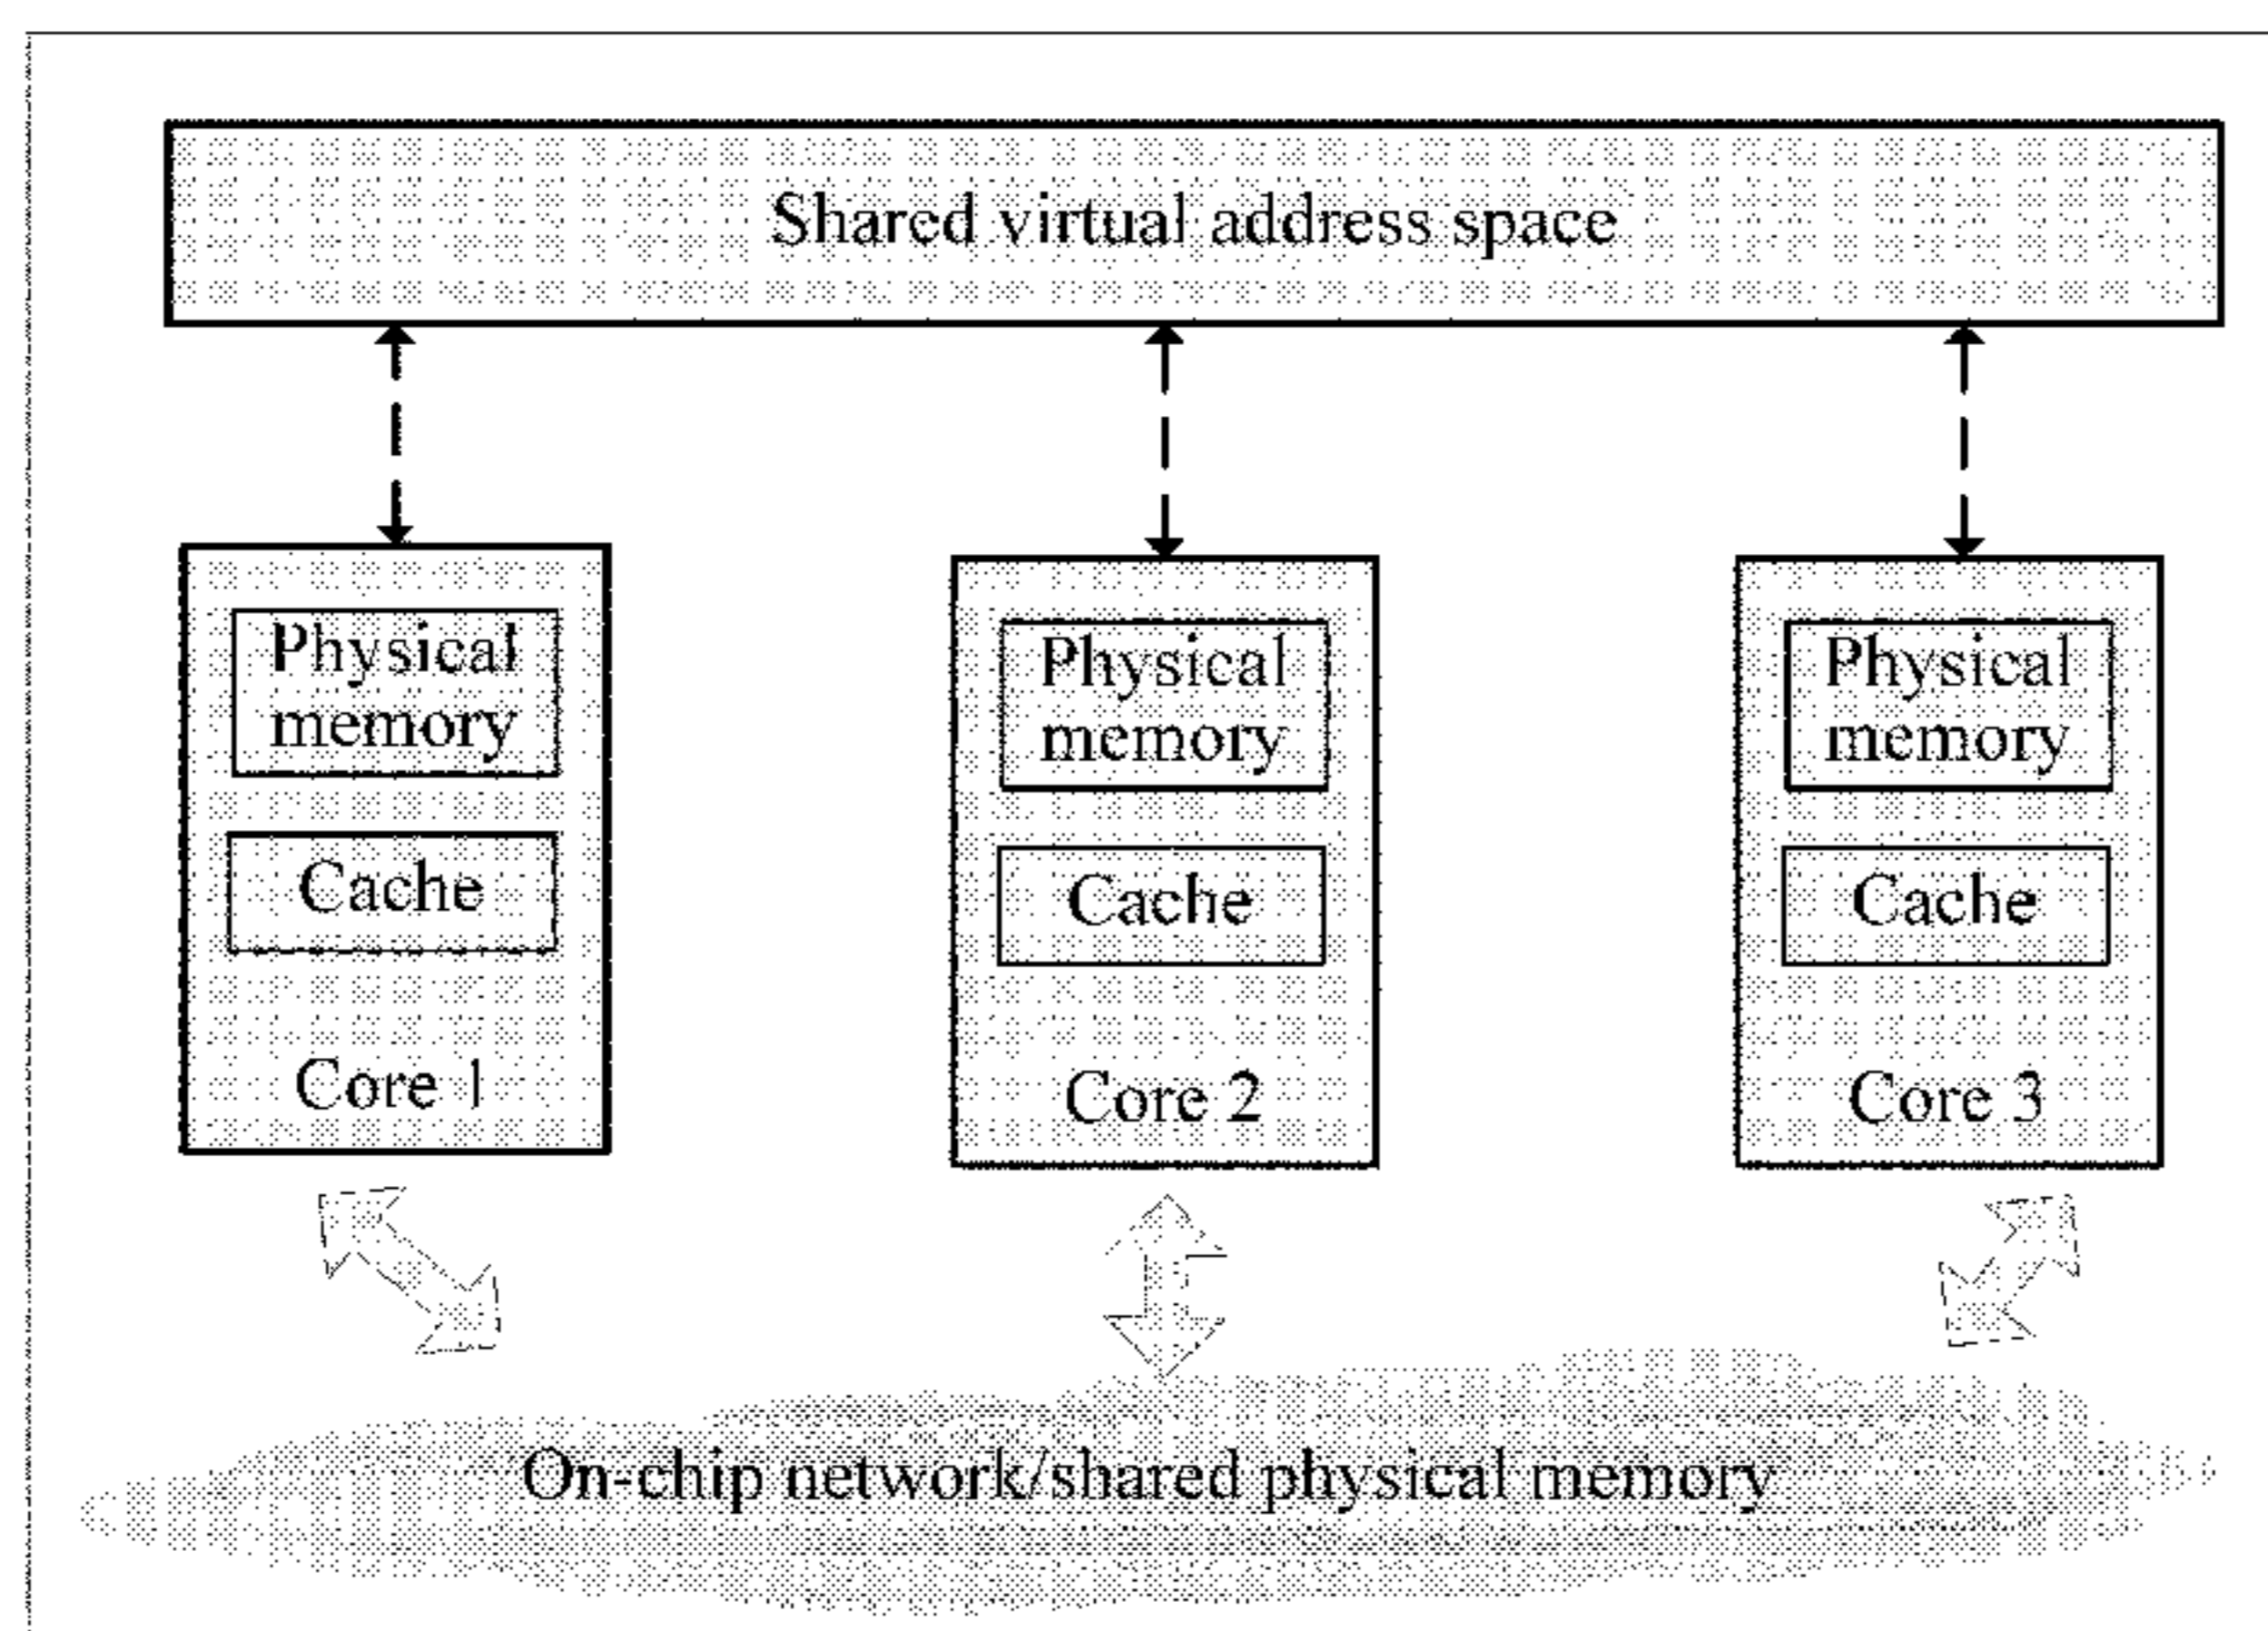 Shared virtual address space
Physical
memory
Cache
Core 1
Physical
memory
Cache
Core 2
Physical
memory
Cache
Core 3
On-chip network/shared physical memory